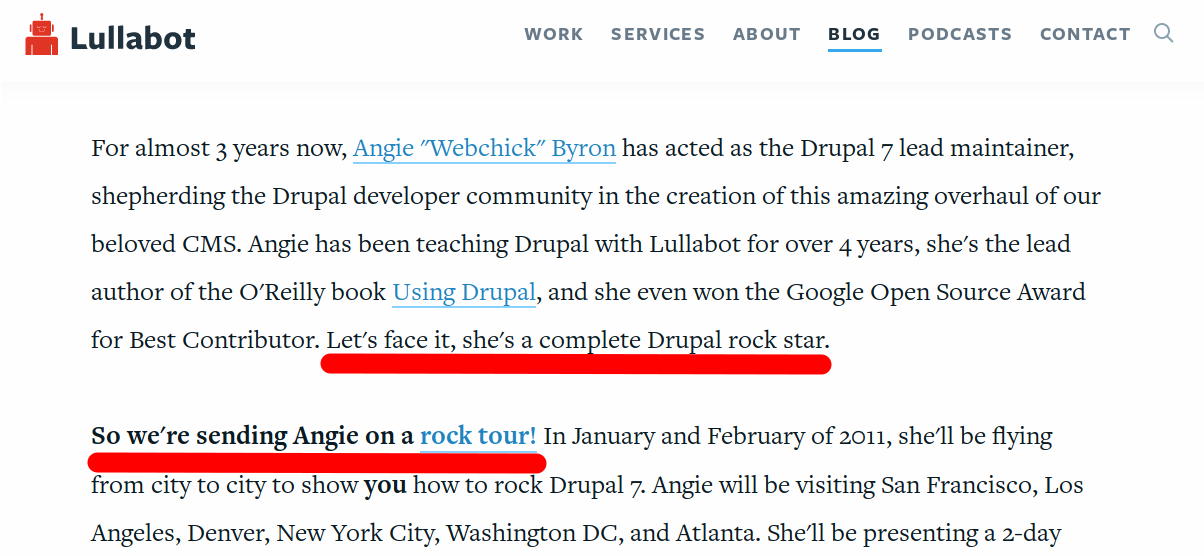 Lullabot
WORK SERVICES ABOUT BLOG PODCASTS CONTACT
For almost 3 years now, Angie "Webchick" Byron has acted as the Drupal 7 lead maintainer,
shepherding the Drupal developer community in the creation of this amazing overhaul of our
beloved CMS. Angie has been teaching Drupal with Lullabot for over 4 years, she's the lead
author of the O'Reilly book Using Drupal, and she even won the Google Open Source Award
for Best Contributor. Let's face it, she's a complete Drupal rock star.
So we're sending Angie on a rock tour! In January and February of 2011, she'll be flying
from city to city to show you how to rock Drupal 7. Angie will be visiting San Francisco, Los
Angeles, Denver, New York City, Washington DC, and Atlanta. She'll be presenting a 2-day